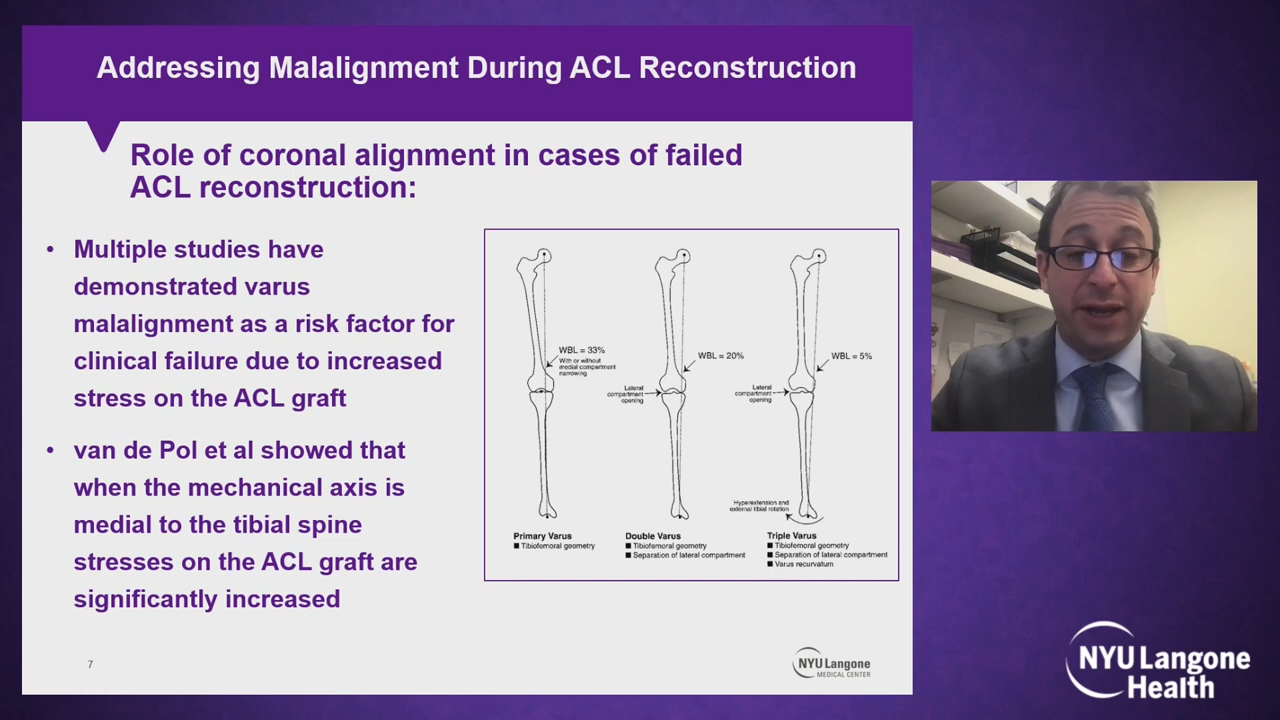 Addressing Malalignment During ACL Reconstruction
Role of coronal alignment in cases of failed
ACL reconstruction:
• Multiple studies have
demonstrated varus
malalignment as a risk factor for
clinical failure due to increased
stress on the ACL graft
• van de Pol et al showed that
when the mechanical axis is
medial to the tibial spine
stresses on the ACL graft are
significantly increased
WBL = 33%
With or without
medial compartment
narrowing
Primary Varus
■ Tibiofemoral geometry
WBL = 20%
Lateral
compartment
opening
Double Varus
■ Tibiofemoral geometry
■ Separation of lateral compartment
WBL = 5%
Lateral
compartment
opening
Hyperextension and
external tibial rotation
Triple Varus
■ Tibiofemoral geometry
■ Separation of lateral compartment
■ Varus recurvatum
7
NYU Langone
MEDICAL CENTER
NYU Langone
Health